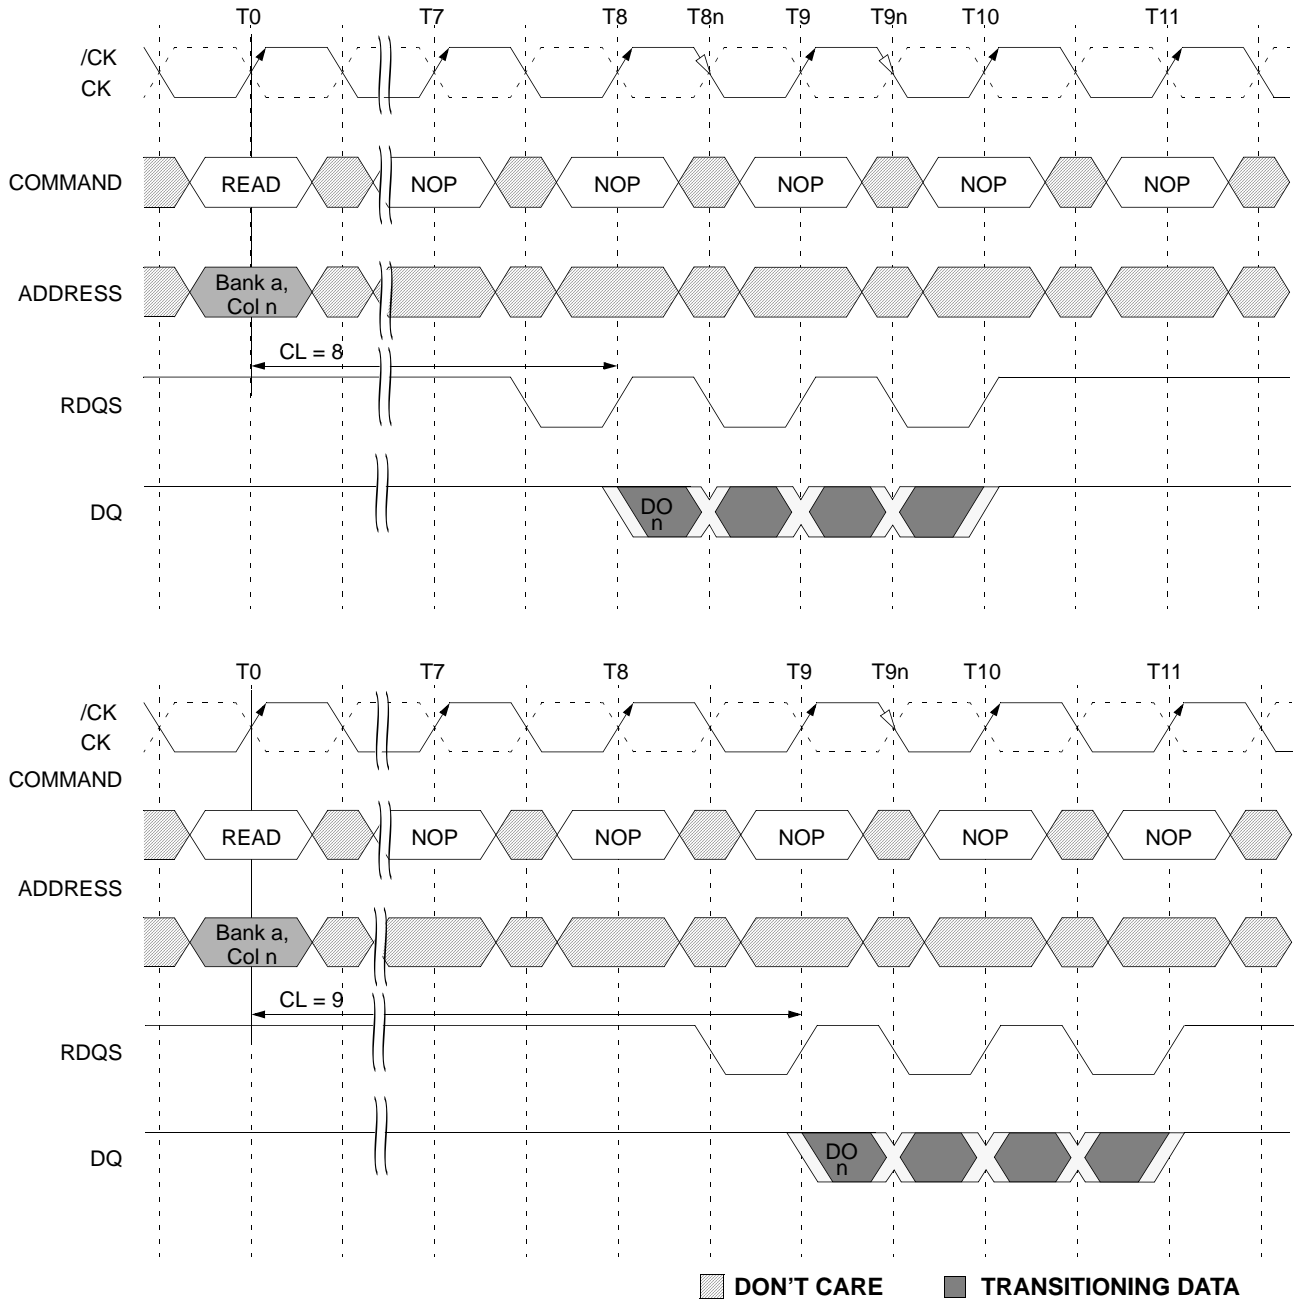 T0 T7 T8 T8n T9 T9n T10 T11
/CK
CK
COMMAND READ NOP NOP NOP NOP NOP
ADDRESS Bank a,
Col n
CL = 8
RDQS
DQ DO
n
T0 T7 T8 T9 T9n T10 T11
/CK
CK
COMMAND
READ NOP NOP NOP NOP NOP
ADDRESS
Bank a,
Col n
CL = 9
RDQS
DQ DO
n
DON'T CARE TRANSITIONING DATA